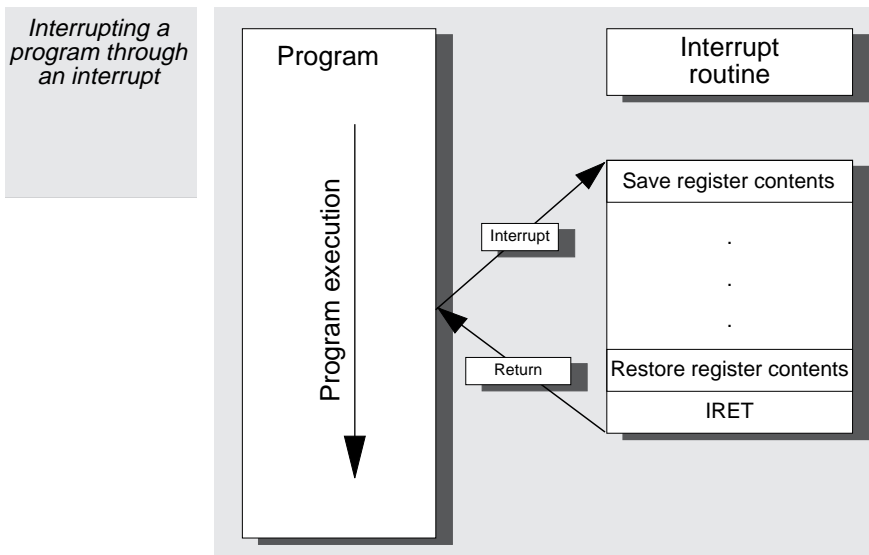 Interrupting a
program through
an interrupt
Program
Program execution
Interrupt
routine
Interrupt
Return
Save register contents
.
.
.
Restore register contents
IRET